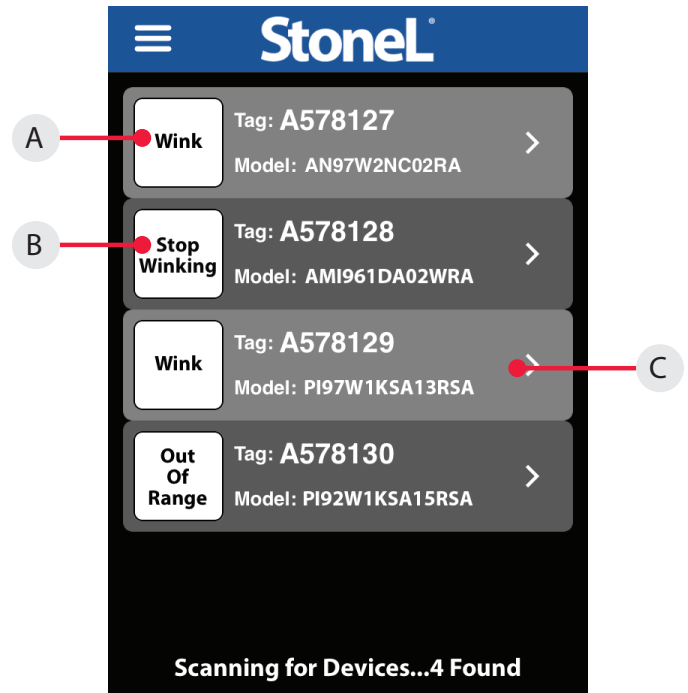 StoneL®
A
Wink
Tag: A578127
Model: AN97W2NC02RA
B
Stop
Winking
Tag: A578128
Model: AMI961DA02WRA
Wink
Tag: A578129
Model: PI97W1KSA13RSA
C
Out
Of
Range
Tag: A578130
Model: PI92W1KSA15RSA
Scanning for Devices...4 Found